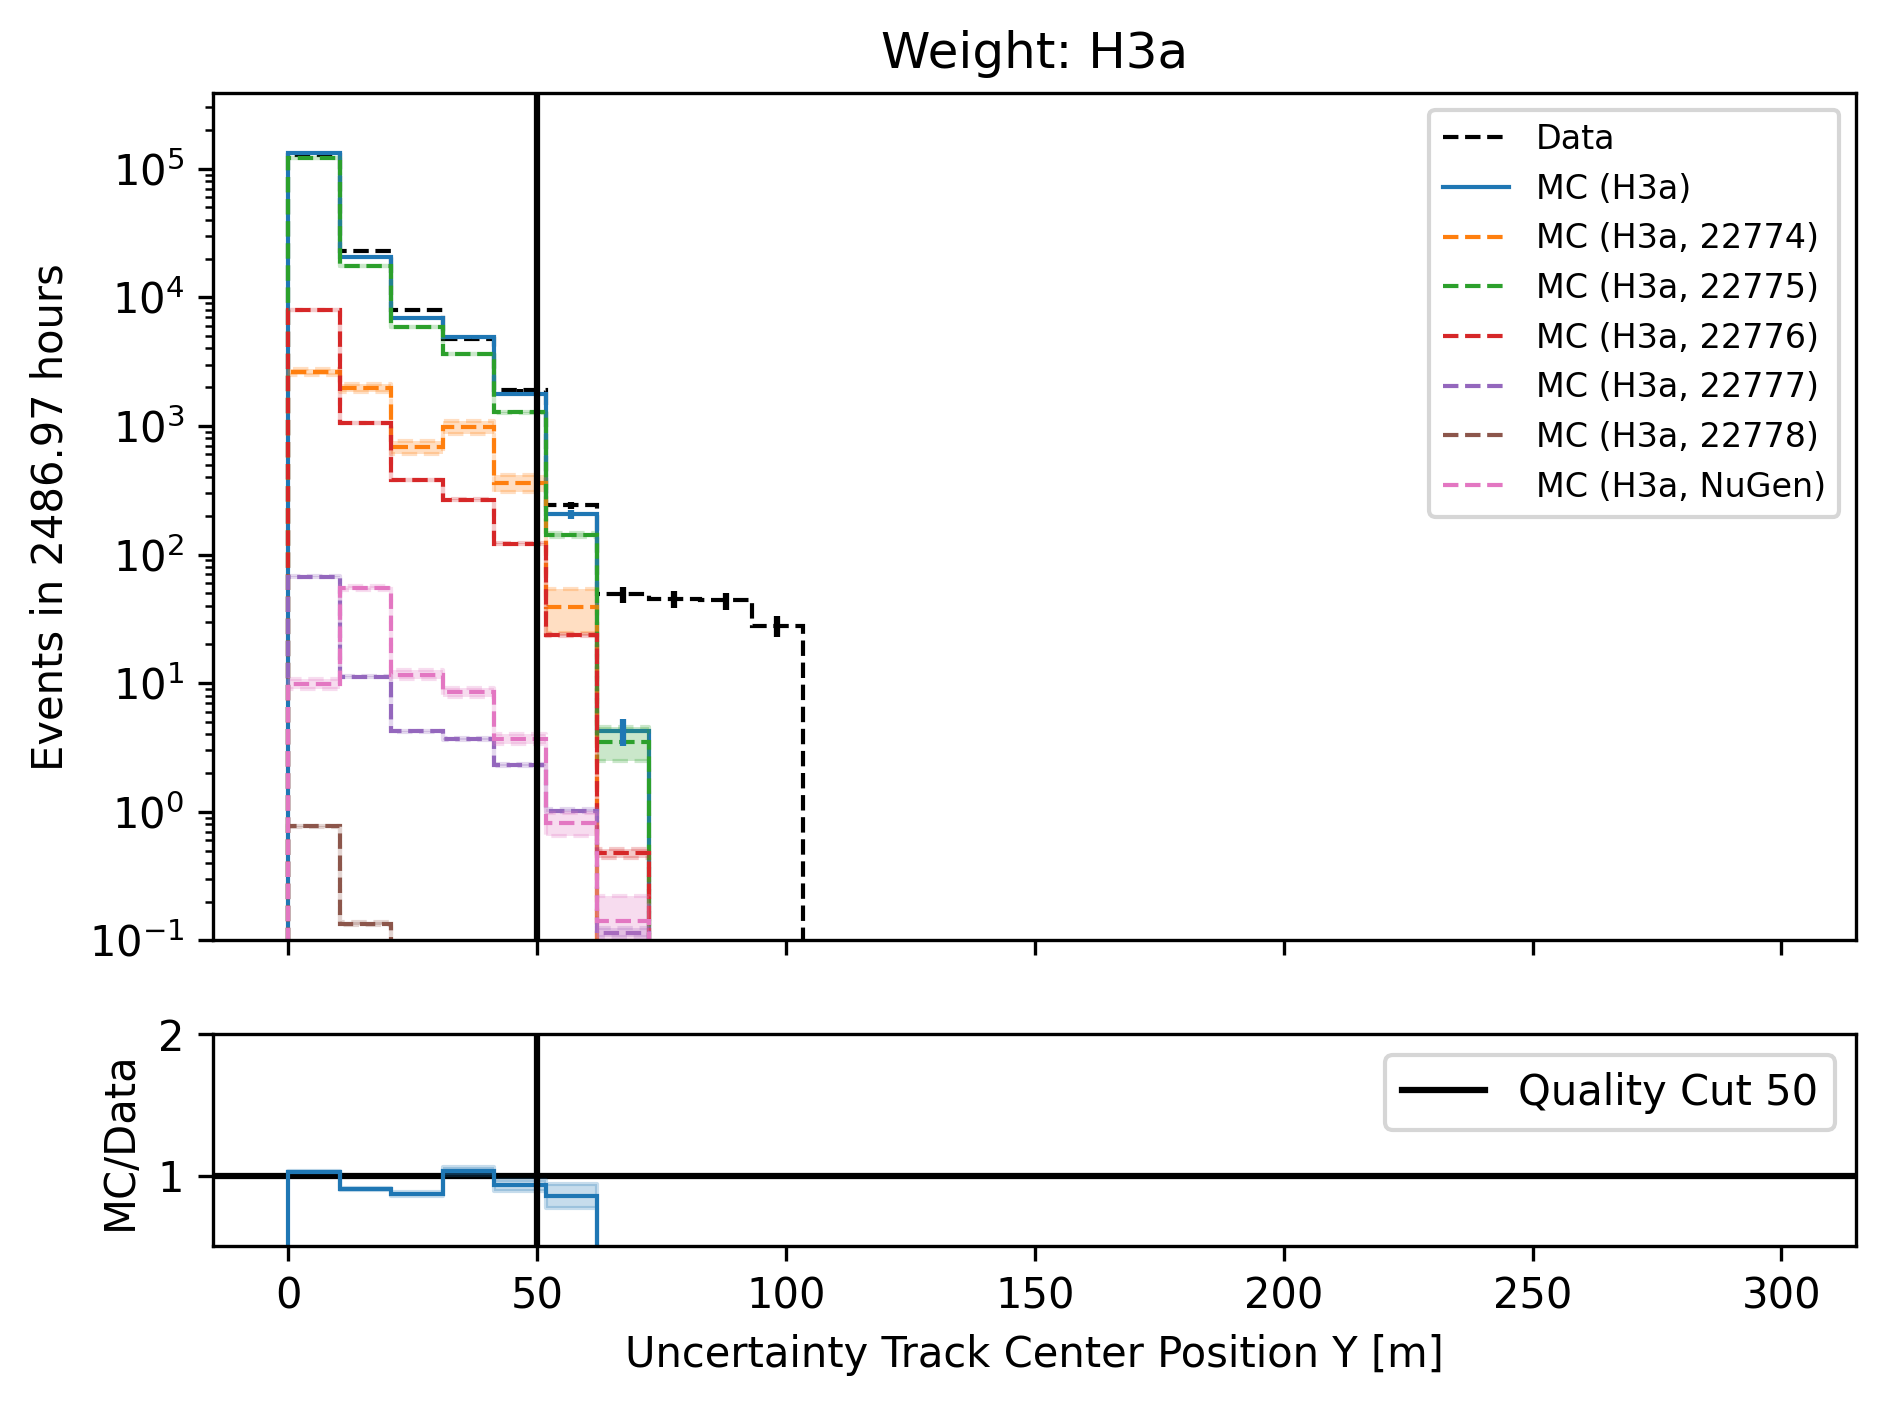 Weight: H3a
Events in 2486.97 hours
10^5
10^4
10^3
10^2
10^1
10^0
10^−1
Data
MC (H3a)
MC (H3a, 22774)
MC (H3a, 22775)
MC (H3a, 22776)
MC (H3a, 22777)
MC (H3a, 22778)
MC (H3a, NuGen)
MC/Data
2
1
Quality Cut 50
0 50 100 150 200 250 300
Uncertainty Track Center Position Y [m]